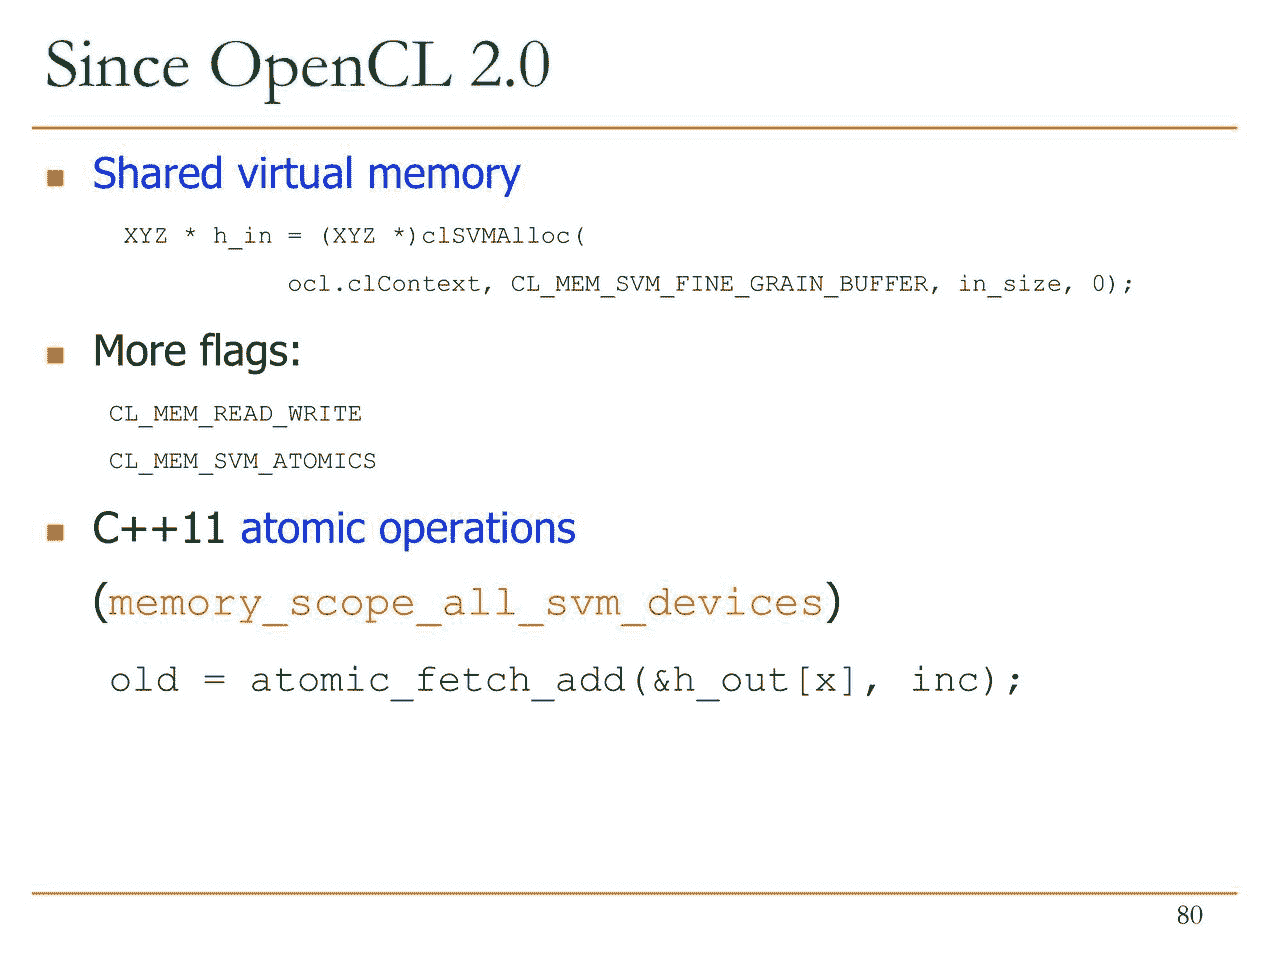 Since OpenCL 2.0
Shared virtual memory
XYZ * h_in = (XYZ *)clSVMAlloc(
ocl.clContext, CL_MEM_SVM_FINE_GRAIN_BUFFER, in_size, 0);
More flags:
CL_MEM_READ_WRITE
CL_MEM_SVM_ATOMICS
C++11 atomic operations
(memory_scope_all_svm_devices)
old = atomic_fetch_add(&h_out[x], inc);
80